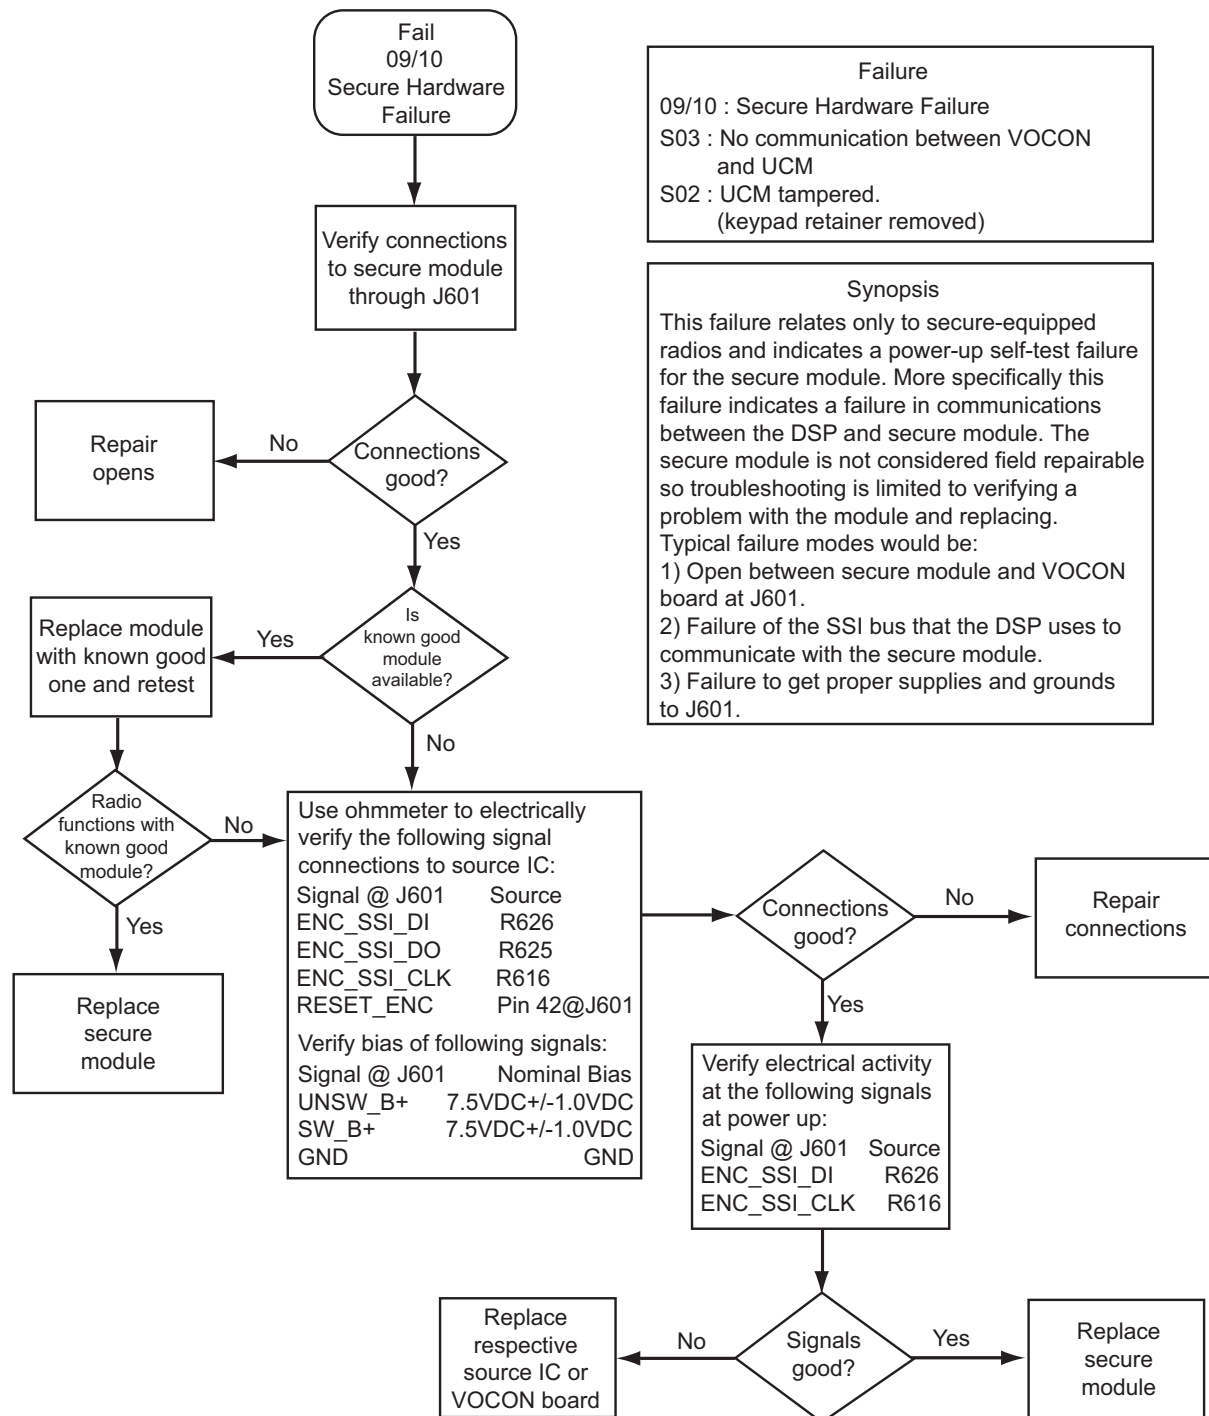 Fail
09/10
Secure Hardware
Failure
Failure
09/10 : Secure Hardware Failure
S03 : No communication between VOCON
and UCM
S02 : UCM tampered.
(keypad retainer removed)
Verify connections
to secure module
through J601
Synopsis
This failure relates only to secure-equipped
radios and indicates a power-up self-test failure
for the secure module. More specifically this
failure indicates a failure in communications
between the DSP and secure module. The
secure module is not considered field repairable
so troubleshooting is limited to verifying a
problem with the module and replacing.
Typical failure modes would be:
1) Open between secure module and VOCON
board at J601.
2) Failure of the SSI bus that the DSP uses to
communicate with the secure module.
3) Failure to get proper supplies and grounds
to J601.
Connections
good?
No
Repair
opens
Yes
Is
known good
module
available?
Yes
Replace module
with known good
one and retest
No
Radio
functions with
known good
module?
No
Yes
Replace
secure
module
Use ohmmeter to electrically
verify the following signal
connections to source IC:
Signal @ J601 Source
ENC_SSI_DI R626
ENC_SSI_DO R625
ENC_SSI_CLK R616
RESET_ENC Pin 42@J601
Verify bias of following signals:
Signal @ J601 Nominal Bias
UNSW_B+ 7.5VDC+/-1.0VDC
SW_B+ 7.5VDC+/-1.0VDC
GND GND
Connections
good?
No
Repair
connections
Yes
Verify electrical activity
at the following signals
at power up:
Signal @ J601 Source
ENC_SSI_DI R626
ENC_SSI_CLK R616
Signals
good?
No
Replace
respective
source IC or
VOCON board
Yes
Replace
secure
module